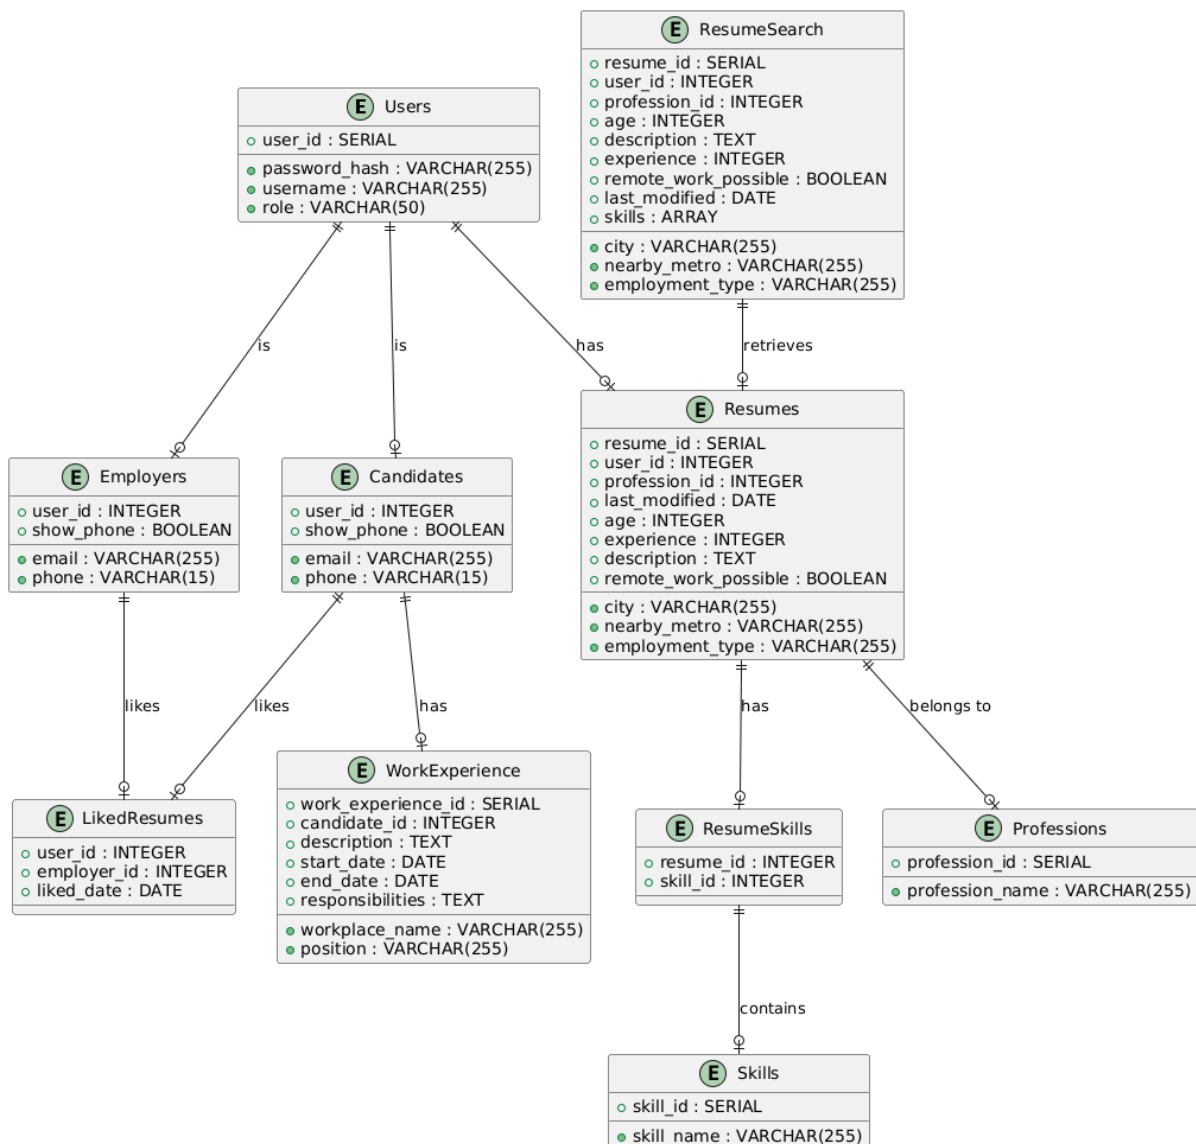 E ResumeSearch
resume_id : SERIAL
user_id : INTEGER
profession_id : INTEGER
age : INTEGER
description : TEXT
experience : INTEGER
remote_work_possible : BOOLEAN
last_modified : DATE
skills : ARRAY
city : VARCHAR(255)
nearby_metro : VARCHAR(255)
employment_type : VARCHAR(255)
E Users
user_id : SERIAL
password_hash : VARCHAR(255)
username : VARCHAR(255)
role : VARCHAR(50)
is
is
has
retrieves
E Resumes
resume_id : SERIAL
user_id : INTEGER
profession_id : INTEGER
last_modified : DATE
age : INTEGER
experience : INTEGER
description : TEXT
remote_work_possible : BOOLEAN
city : VARCHAR(255)
nearby_metro : VARCHAR(255)
employment_type : VARCHAR(255)
E Employers
user_id : INTEGER
show_phone : BOOLEAN
email : VARCHAR(255)
phone : VARCHAR(15)
E Candidates
user_id : INTEGER
show_phone : BOOLEAN
email : VARCHAR(255)
phone : VARCHAR(15)
likes
likes
has
has
belongs to
E LikedResumes
user_id : INTEGER
employer_id : INTEGER
liked_date : DATE
E WorkExperience
work_experience_id : SERIAL
candidate_id : INTEGER
description : TEXT
start_date : DATE
end_date : DATE
responsibilities : TEXT
workplace_name : VARCHAR(255)
position : VARCHAR(255)
E ResumeSkills
resume_id : INTEGER
skill_id : INTEGER
E Professions
profession_id : SERIAL
profession_name : VARCHAR(255)
contains
E Skills
skill_id : SERIAL
skill_name : VARCHAR(255)